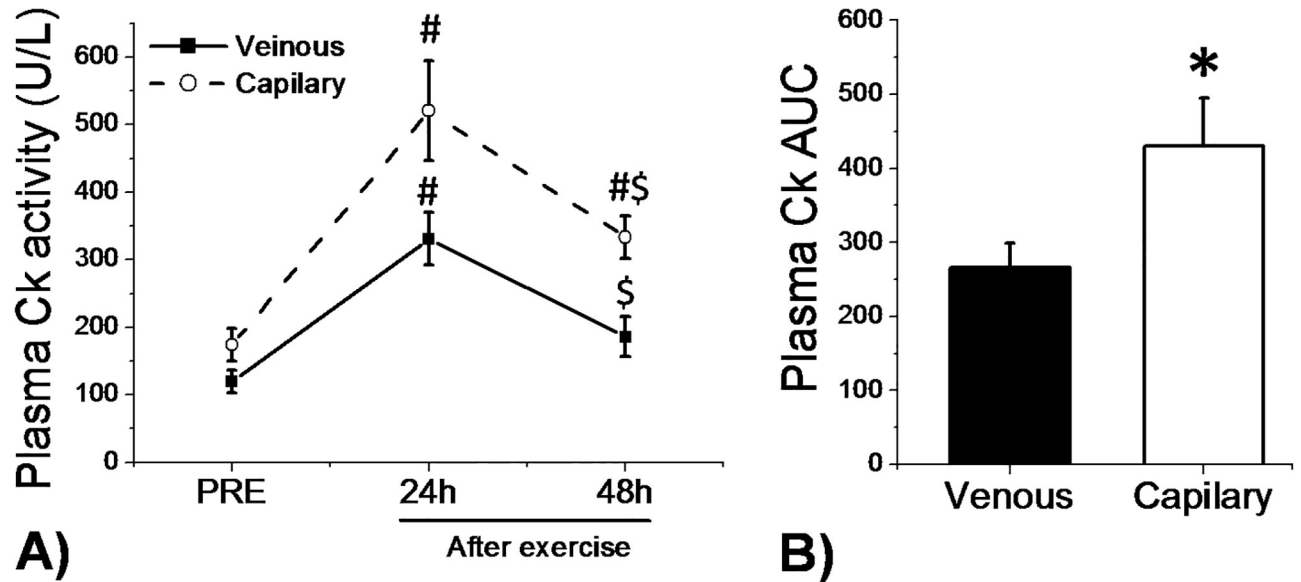 Plasma Ck activity (U/L)
600
500
400
300
200
100
0
Veinous
Capilary
#
#
#$
$
PRE
24h
48h
After exercise
A)
Plasma Ck AUC
600
500
400
300
200
100
0
*
Venous
Capilary
B)